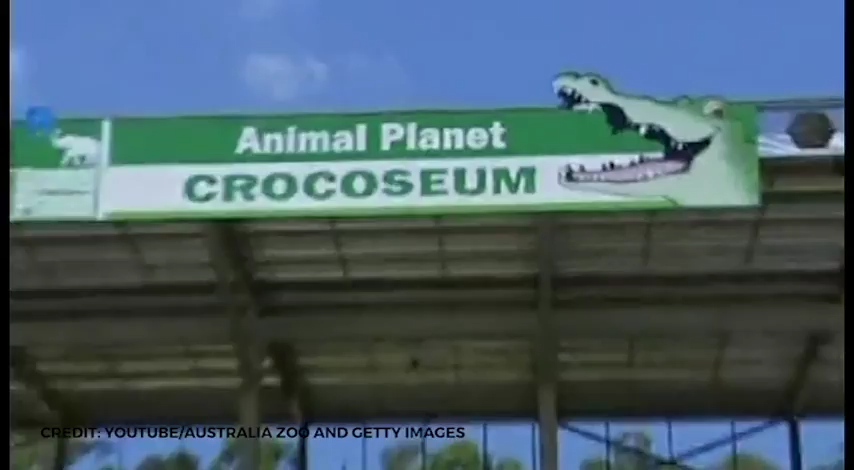 Animal Planet
CROCOSEUM
CREDIT: YOUTUBE/AUSTRALIA ZOO AND GETTY IMAGES